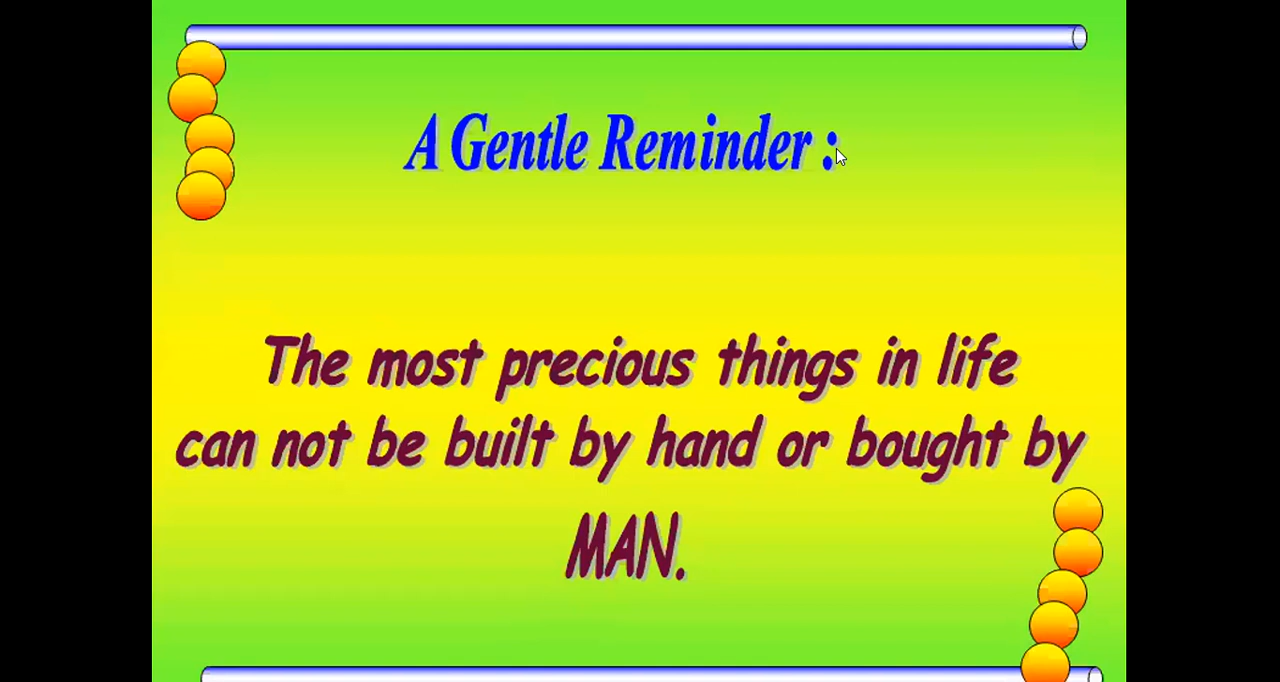 A Gentle Reminder :
The most precious things in life
can not be built by hand or bought by
MAN.